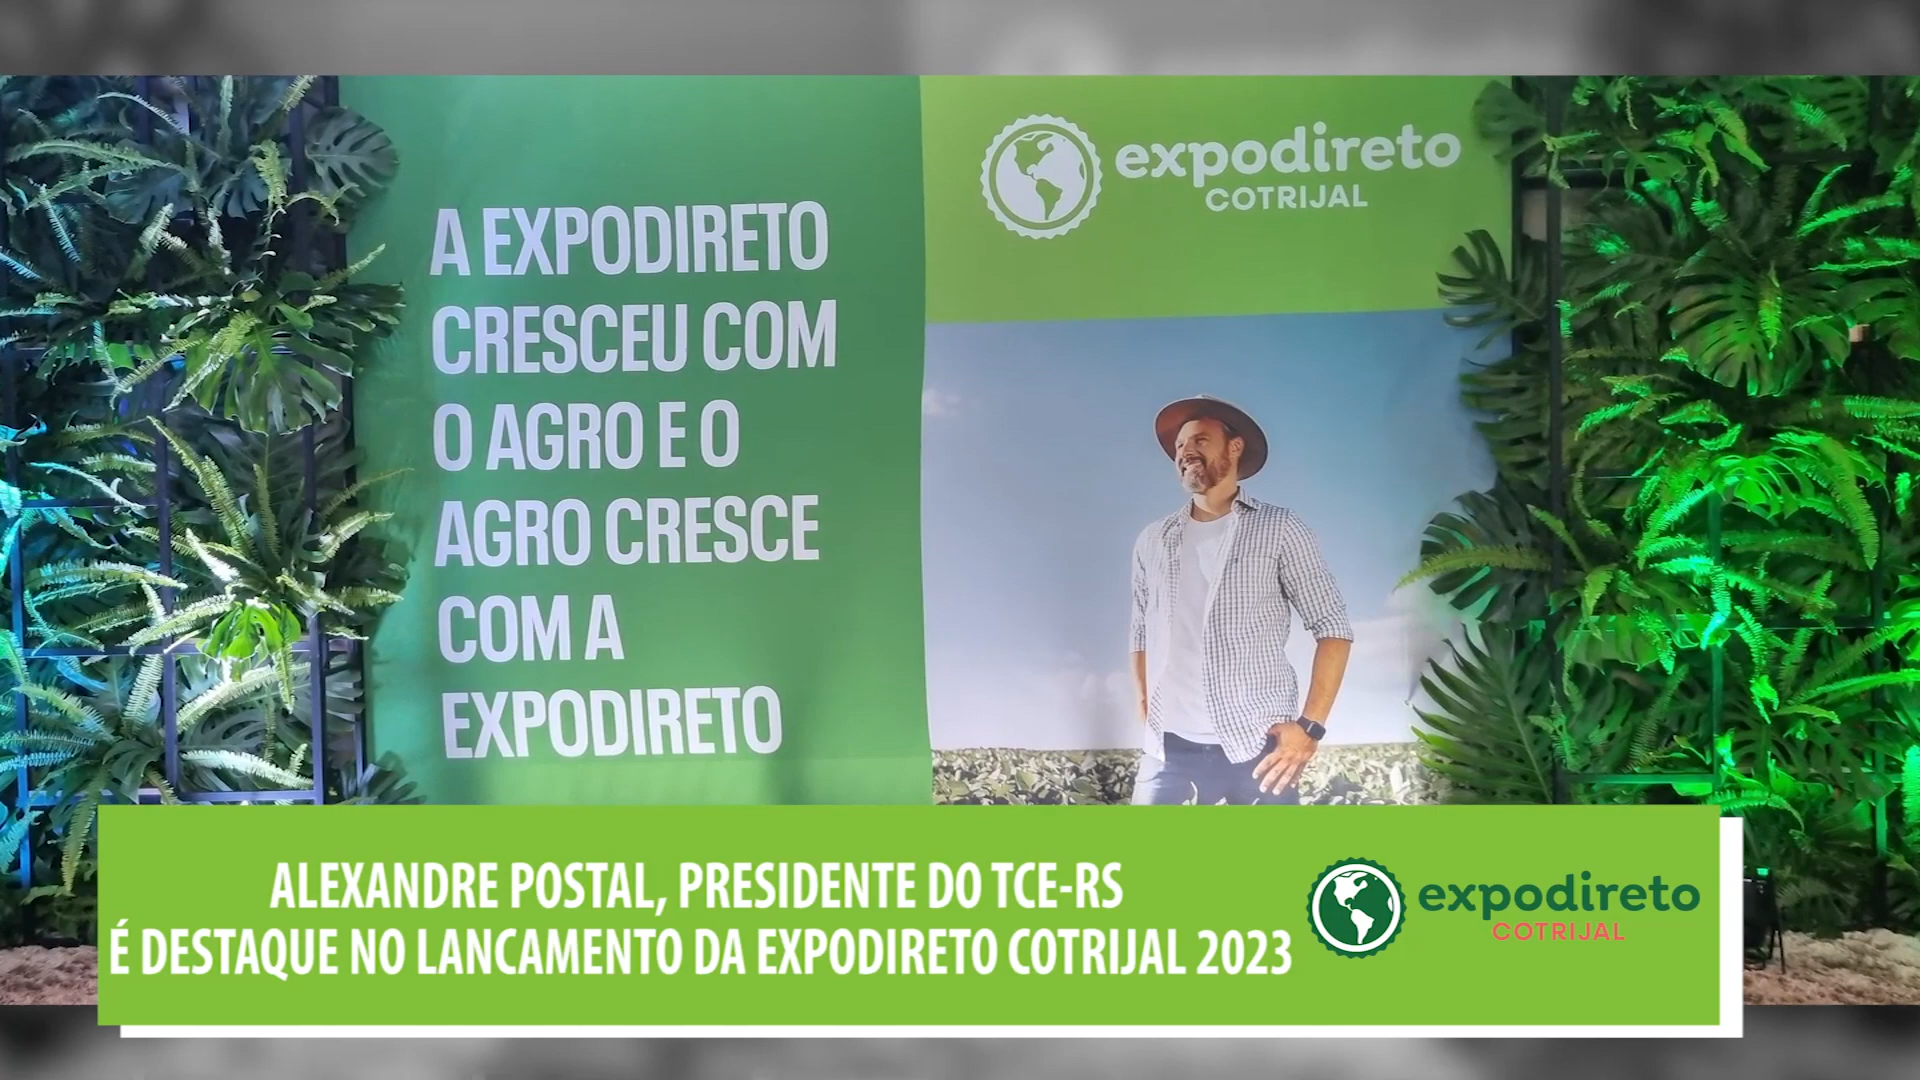 expodireto
COTRIJAL
A EXPODIRETO
CRESCEU COM
O AGRO E O
AGRO CRESCE
COM A
EXPODIRETO
ALEXANDRE POSTAL, PRESIDENTE DO TCE-RS
É DESTAQUE NO LANCAMENTO DA EXPODIRETO COTRIJAL 2023
expodireto
COTRIJAL